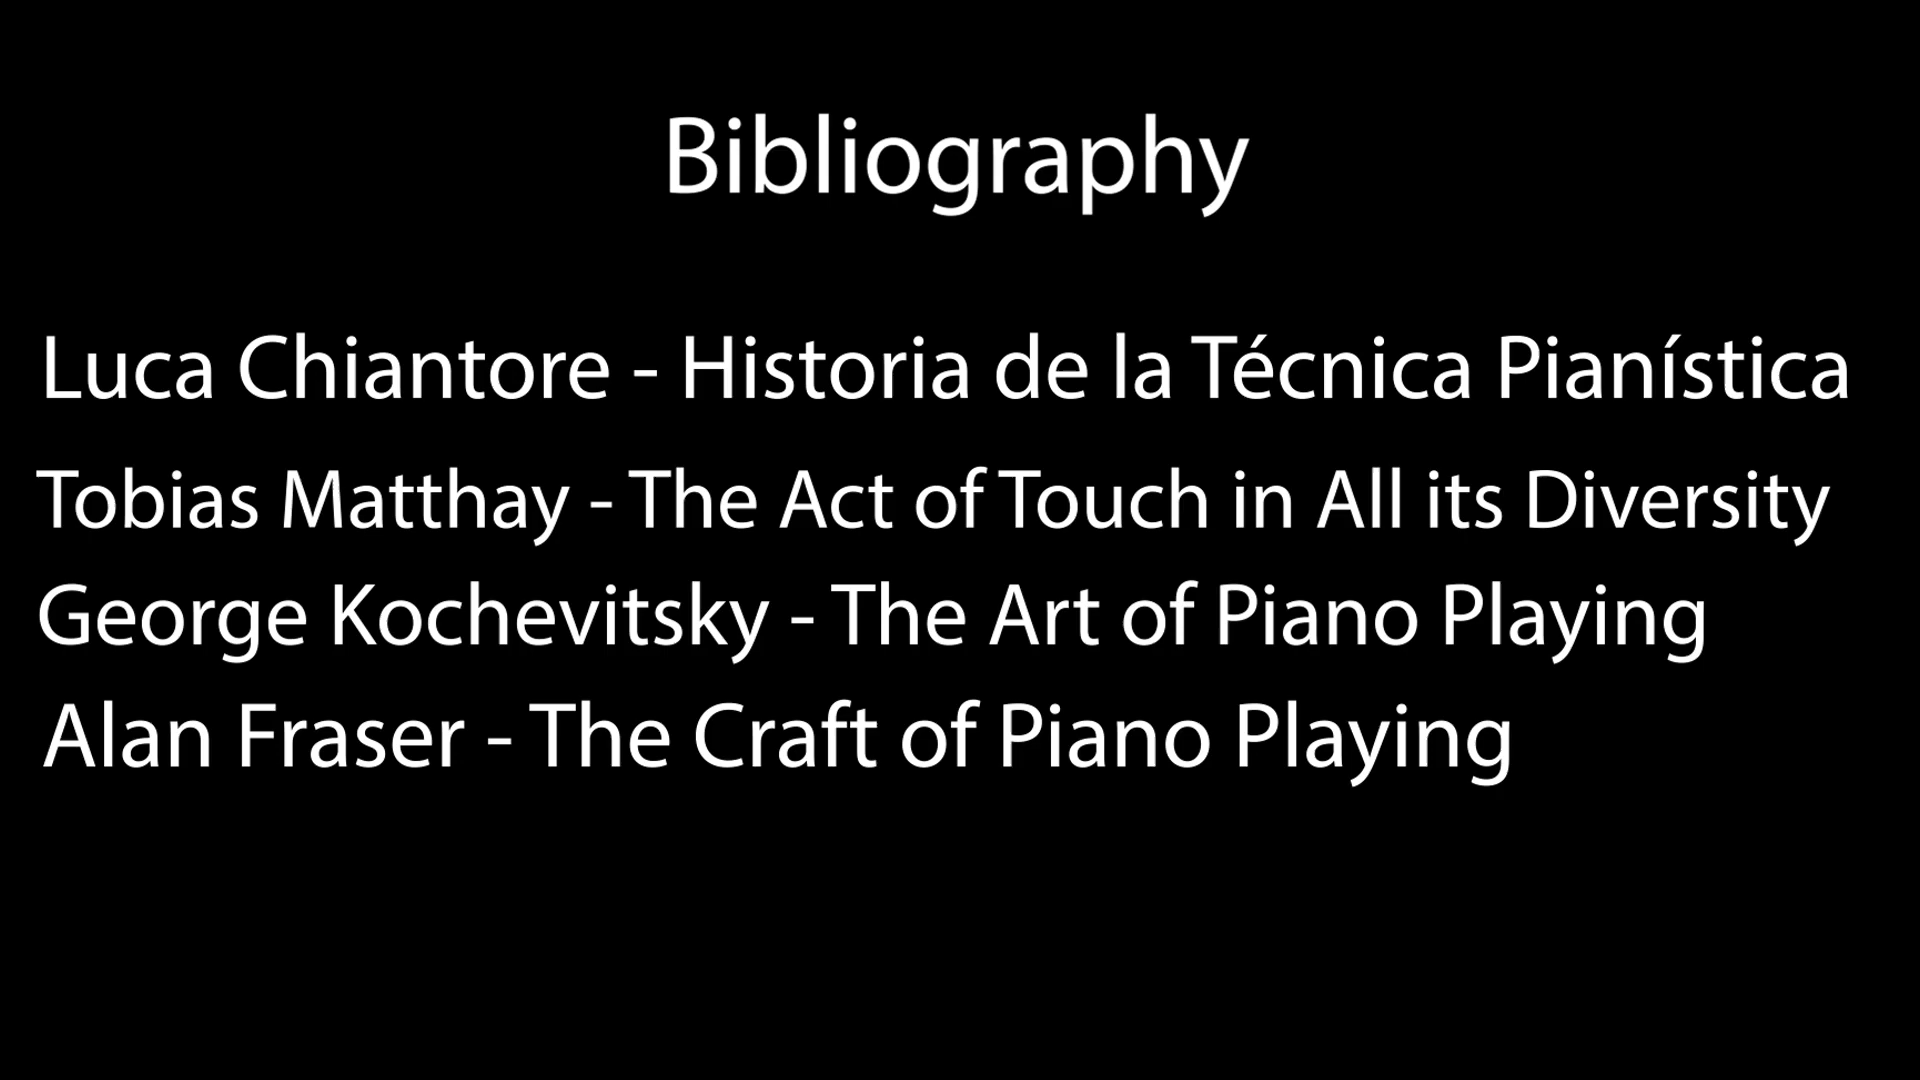 Bibliography
Luca Chiantore - Historia de la Técnica Pianística
Tobias Matthay - The Act of Touch in All its Diversity
George Kochevitsky - The Art of Piano Playing
Alan Fraser - The Craft of Piano Playing